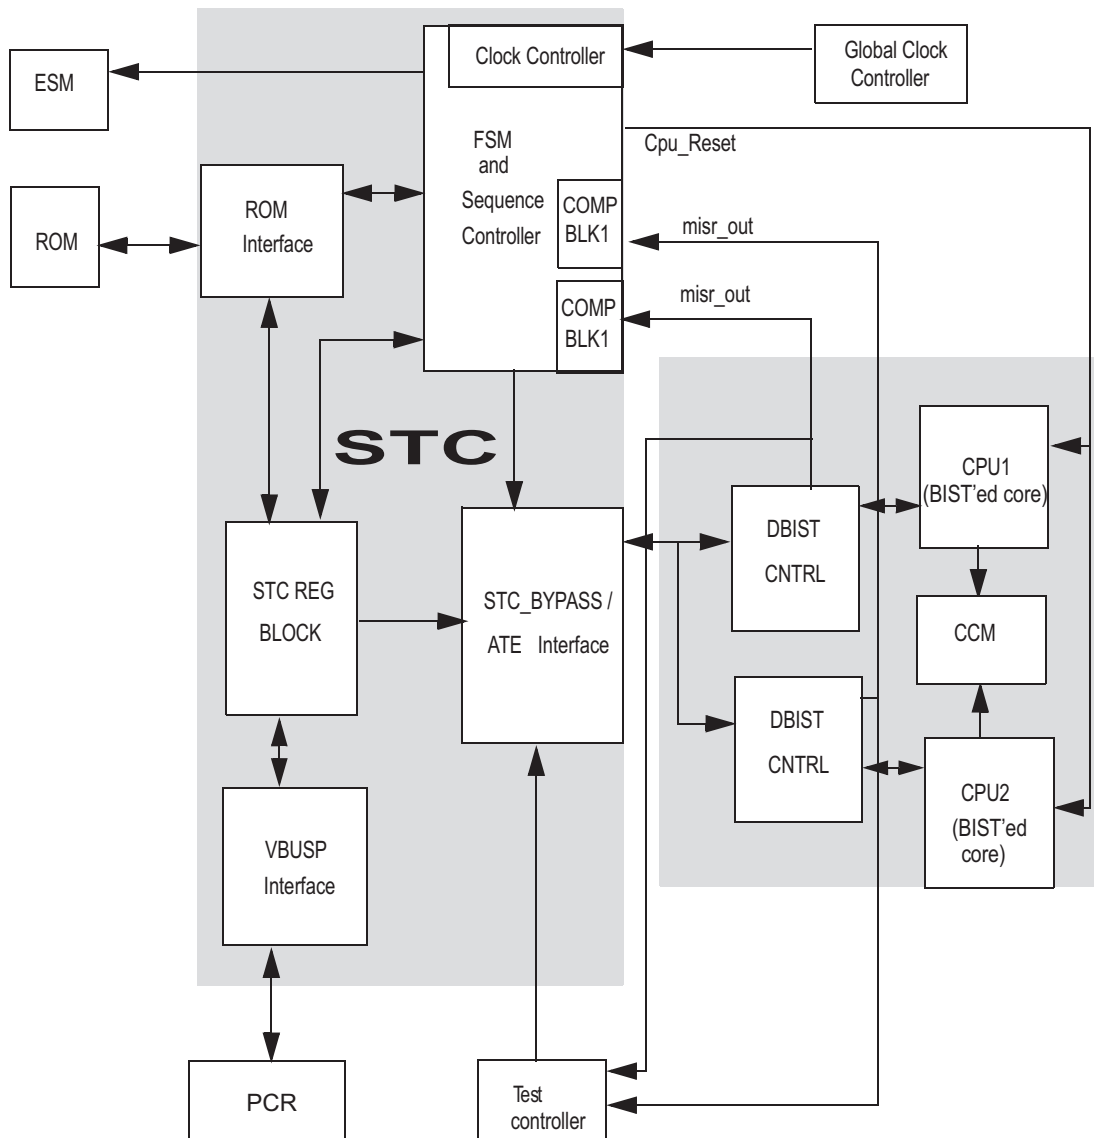 Clock Controller
Global Clock
Controller
ESM
FSM
and
Sequence
Controller
Cpu_Reset
ROM
Interface
ROM
COMP
BLK1
misr_out
COMP
BLK1
misr_out
STC
CPU1
(BIST'ed core)
DBIST
CNTRL
STC REG
BLOCK
STC_BYPASS /
ATE Interface
CCM
DBIST
CNTRL
CPU2
(BIST'ed
core)
VBUSP
Interface
PCR
Test
controller